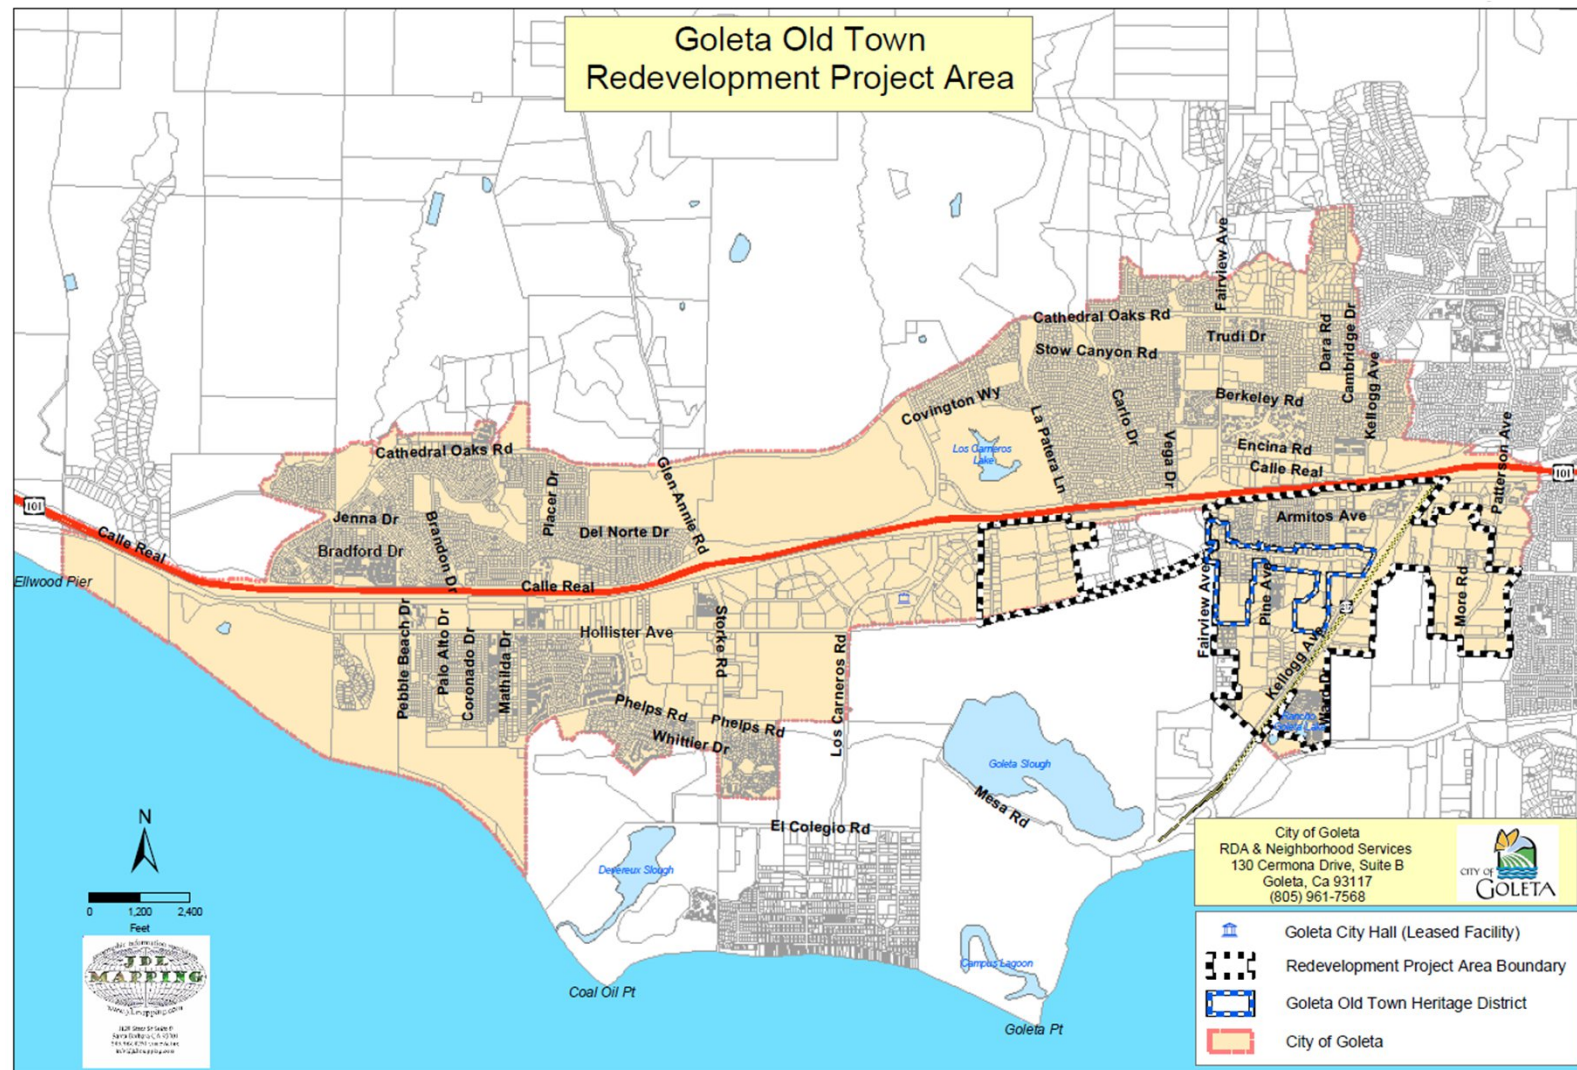 Goleta Old Town
Redevelopment Project Area
Fairview Ave
Cathedral Oaks Rd
Trudi Dr
Dara Rd
Cambridge Dr
Stow Canyon Rd
Kellogg Ave
Covington Wy
Carlo Dr
Berkeley Rd
La Patera Ln
Vega Dr
Encina Rd
Patterson Ave
Los Carneros
Lake
Calle Real
101
Cathedral Oaks Rd
Glen Annie Rd
Placer Dr
101
Jenna Dr
Brandon Dr
Del Norte Dr
Armitos Ave
Calle Real
Bradford Dr
Ellwood Pier
Calle Real
Fairview Ave
Pine Ave
More Rd
Pebble Beach Dr
Palo Alto Dr
Coronado Dr
Mathilda Dr
Hollister Ave
Storke Rd
Los Carneros Rd
Kellogg Ave
Ward Dr
Phelps Rd
Phelps Rd
Whittier Dr
Goleta Slough
Mesa Rd
El Colegio Rd
Devereux Slough
Campus Lagoon
Coal Oil Pt
Goleta Pt
N
0 1,200 2,400
Feet
JDL
MAPPING
City of Goleta
RDA & Neighborhood Services
130 Cermona Drive, Suite B
Goleta, Ca 93117
(805) 961-7568
CITY OF
GOLETA
Goleta City Hall (Leased Facility)
Redevelopment Project Area Boundary
Goleta Old Town Heritage District
City of Goleta